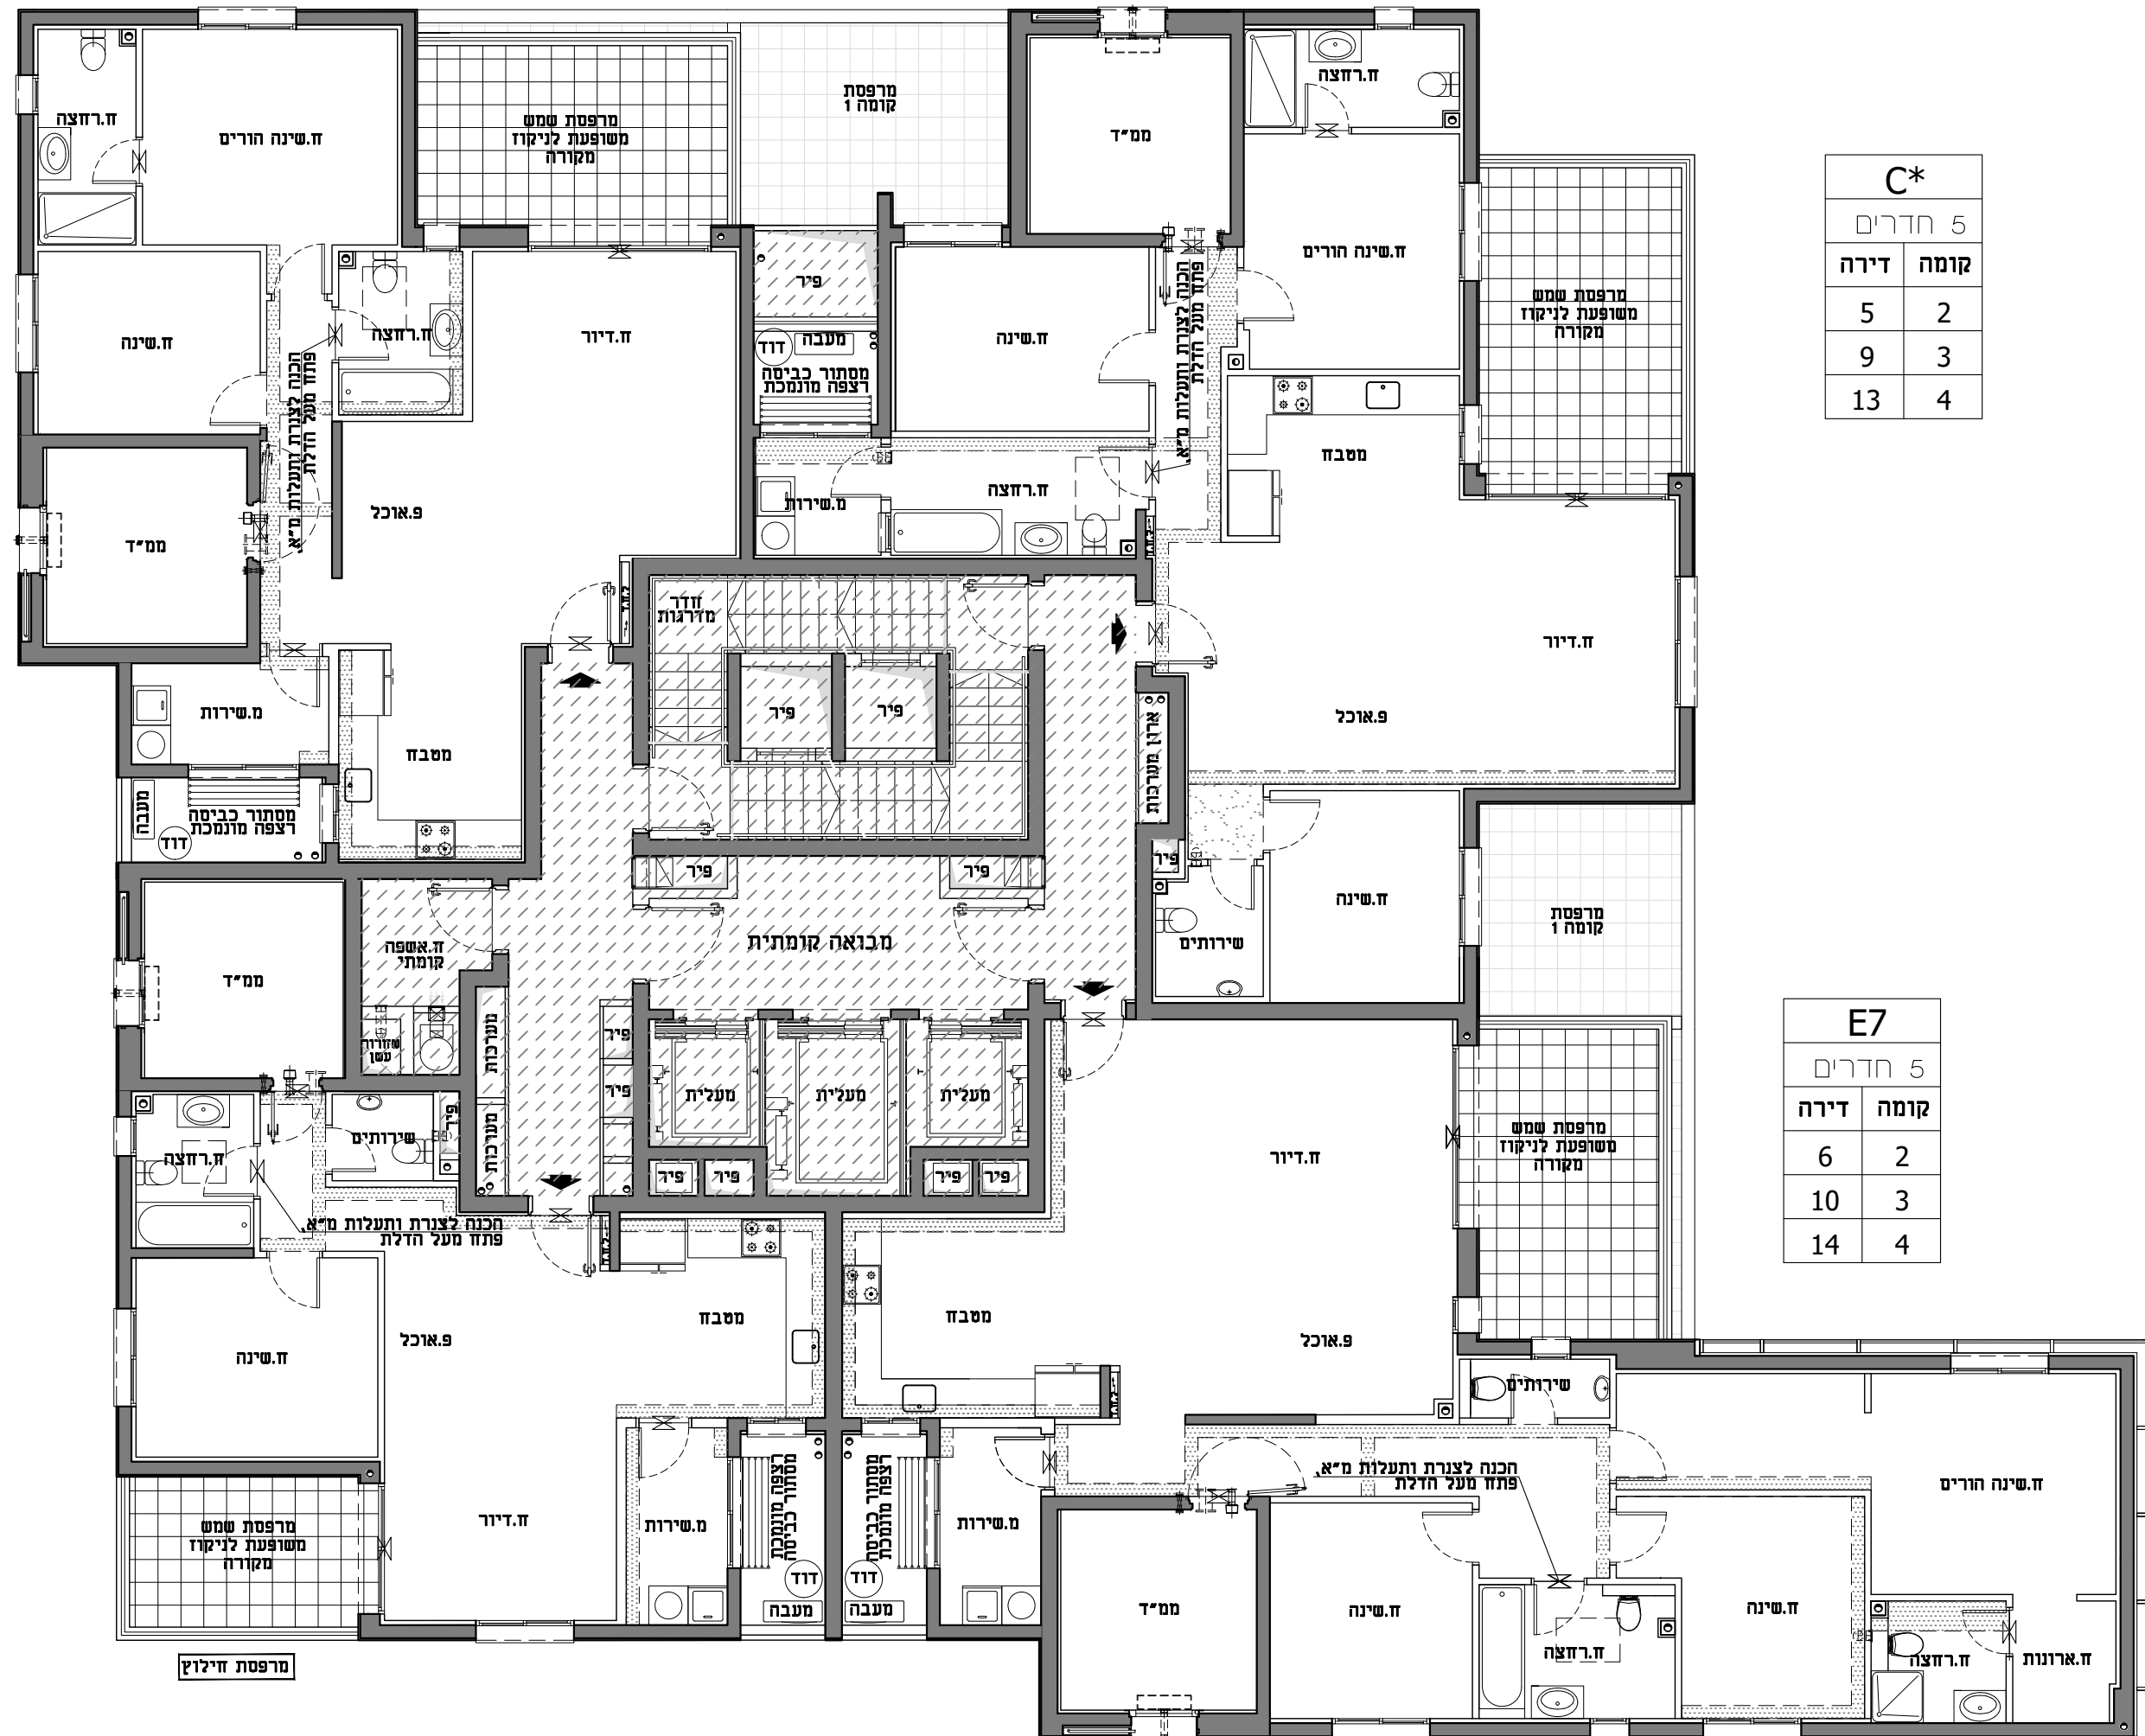 ח.רחצה
ח.שינה הורים
מרפסת שמש
משופעת לניקוז
מקורה
מרפסת
קומה 1
ממ״ד
ח.רחצה
ח.שינה הורים
מרפסת שמש
משופעת לניקוז
מקורה
C*
5 חדרים
דירה קומה
5 2
9 3
13 4
ח.שינה
ח.רחצה
הכנה לצנרת ותעלות מ״א,
פתח מעל הדלת
ח.דיור
פיר
דוד
מעבה
מסתור כביסה
רצפה מונמכת
ח.שינה
הכנה לצנרת ותעלות מ״א,
פתח מעל הדלת
מטבח
ממ״ד
פ.אוכל
מ.שירות
ח.רחצה
ח.דיור
פ.אוכל
חדר
מדרגות
פיר
פיר
ארון מערכות
מ.שירות
מטבח
מעבה
מסתור כביסה
רצפה מונמכת
דוד
פיר
פיר
פיר
ח.שינה
שירותים
מרפסת
קומה 1
ממ״ד
ח.אשפה
קומתי
מבואה קומתית
מערכות
מערכות
פיר
פיר
מעלית
מעלית
מעלית
פיר
פיר
פיר
פיר
E7
5 חדרים
דירה קומה
6 2
10 3
14 4
ח.רחצה
שירותים
פיר
הכנה לצנרת ותעלות מ״א,
פתח מעל הדלת
ח.דיור
מרפסת שמש
משופעת לניקוז
מקורה
ח.שינה
פ.אוכל
מטבח
מטבח
פ.אוכל
שירותים
מרפסת שמש
משופעת לניקוז
מקורה
ח.דיור
מ.שירות
מסתור כביסה
רצפה מונמכת
דוד
מעבה
מסתור כביסה
רצפה מונמכת
דוד
מעבה
מ.שירות
הכנה לצנרת ותעלות מ״א,
פתח מעל הדלת
ח.שינה הורים
ממ״ד
ח.שינה
ח.רחצה
ח.שינה
ח.רחצה
ח.ארונות
מרפסת חילוץ